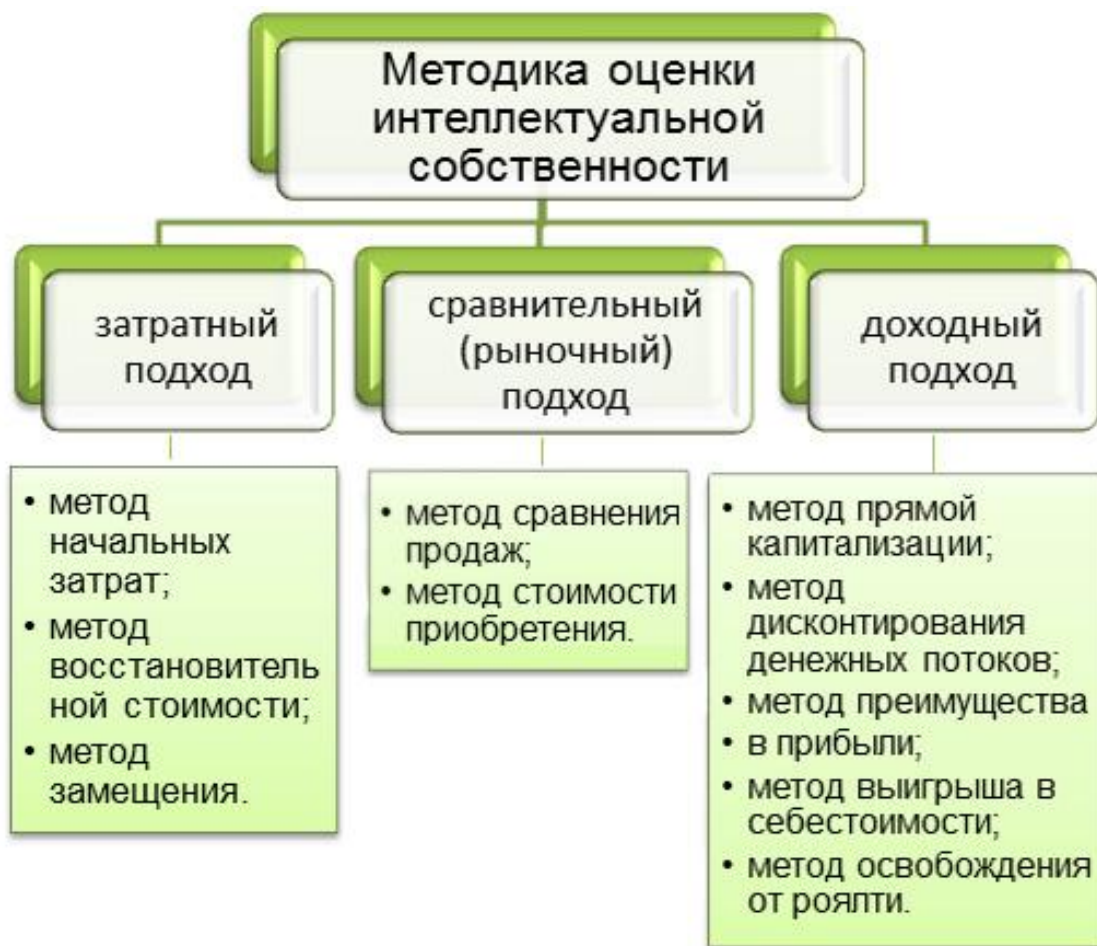 Методика оценки
интеллектуальной
собственности
затратный
подход
сравнительный
(рыночный)
подход
доходный
подход
• метод
начальных
затрат;
• метод
восстановитель
ной стоимости;
• метод
замещения.
• метод сравнения
продаж;
• метод стоимости
приобретения.
• метод прямой
капитализации;
• метод
дисконтирования
денежных потоков;
• метод преимущества
• в прибыли;
• метод выигрыша в
себестоимости;
• метод освобождения
от роялти.